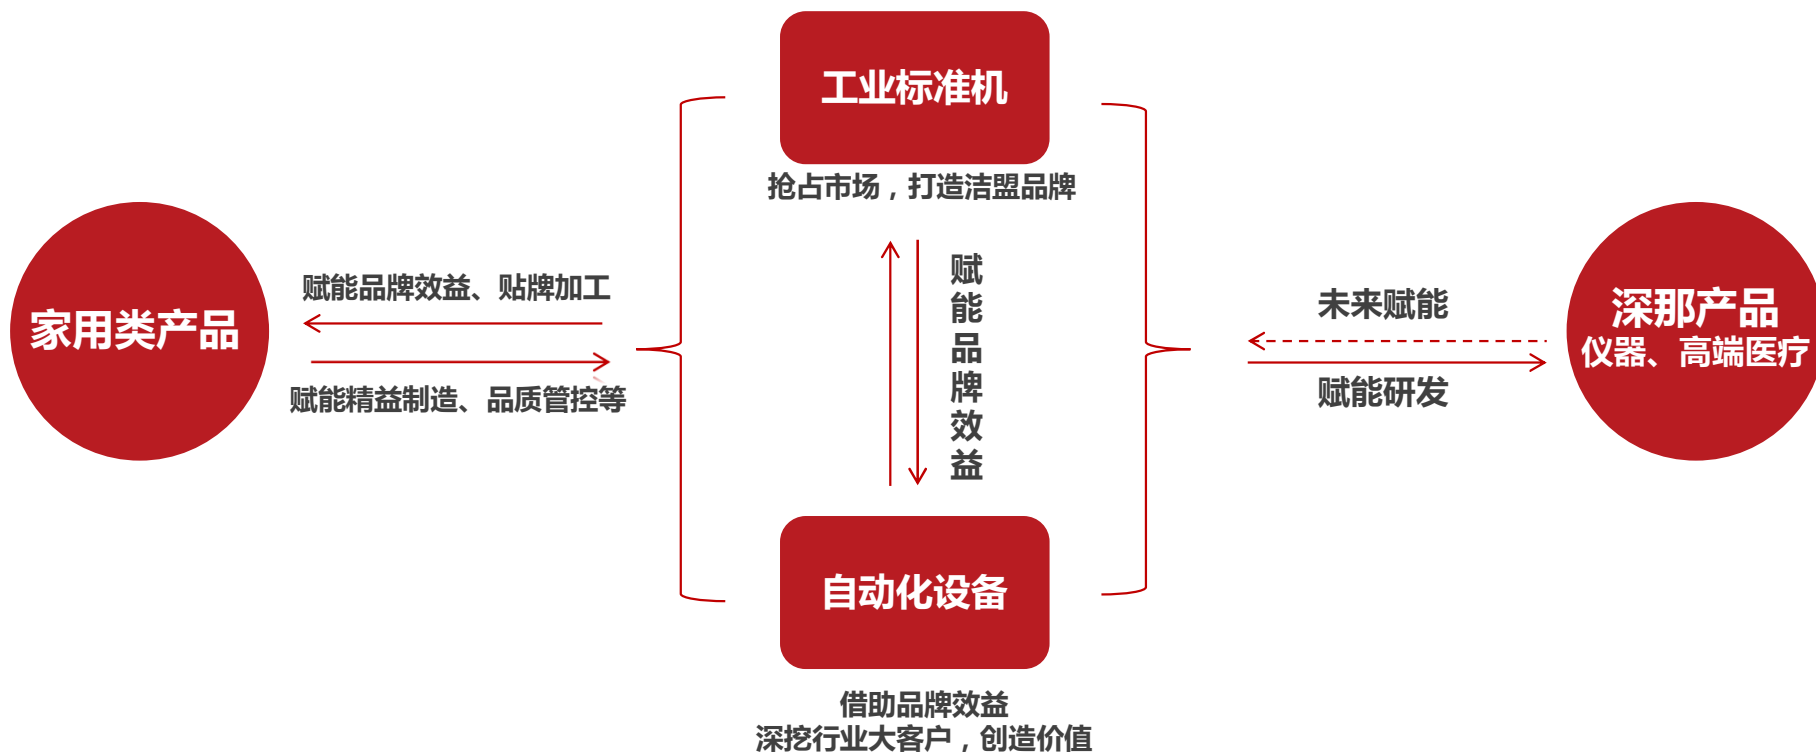 工业标准机
抢占市场，打造洁盟品牌
家用类产品
赋能品牌效益、贴牌加工
赋能精益制造、品质管控等
赋能品牌效益
未来赋能
赋能研发
深那产品
仪器、高端医疗
自动化设备
借助品牌效益
深挖行业大客户，创造价值